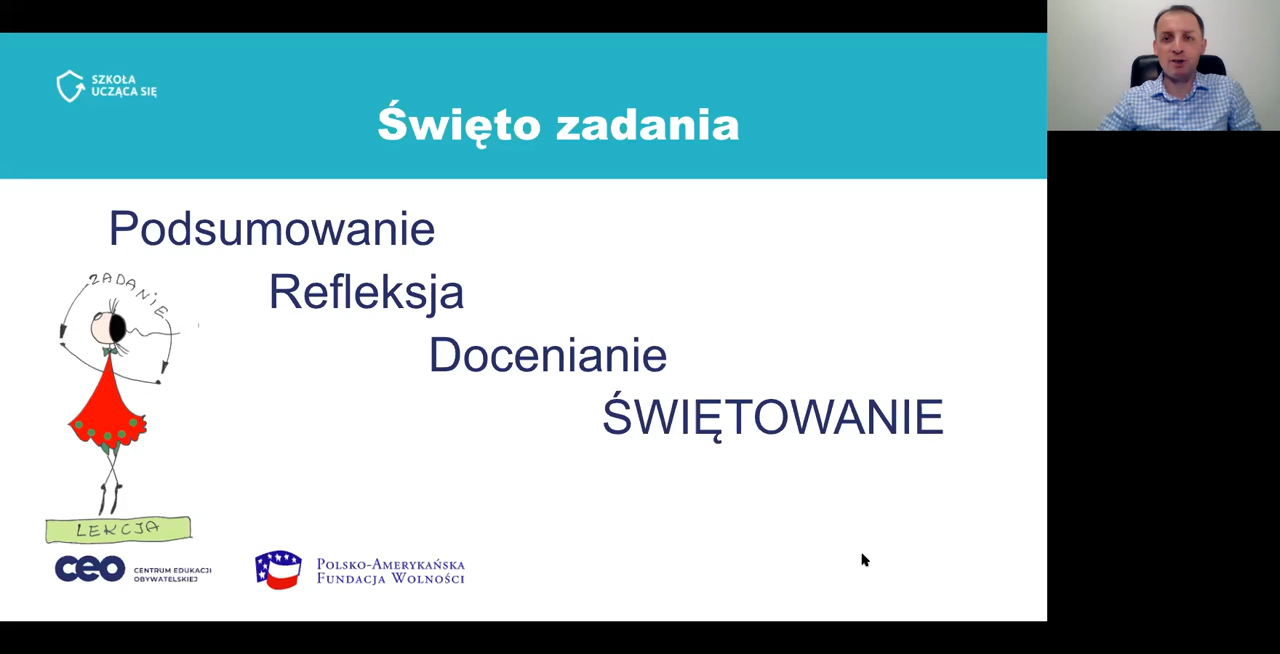 SZKOŁA
UCZĄCA SIĘ
Święto zadania
Podsumowanie
Refleksja
Docenianie
ŚWIĘTOWANIE
ZADANIE
LEKCJA
CEO
CENTRUM EDUKACJI
OBYWATELSKIEJ
POLSKO-AMERYKAŃSKA
FUNDACJA WOLNOŚCI